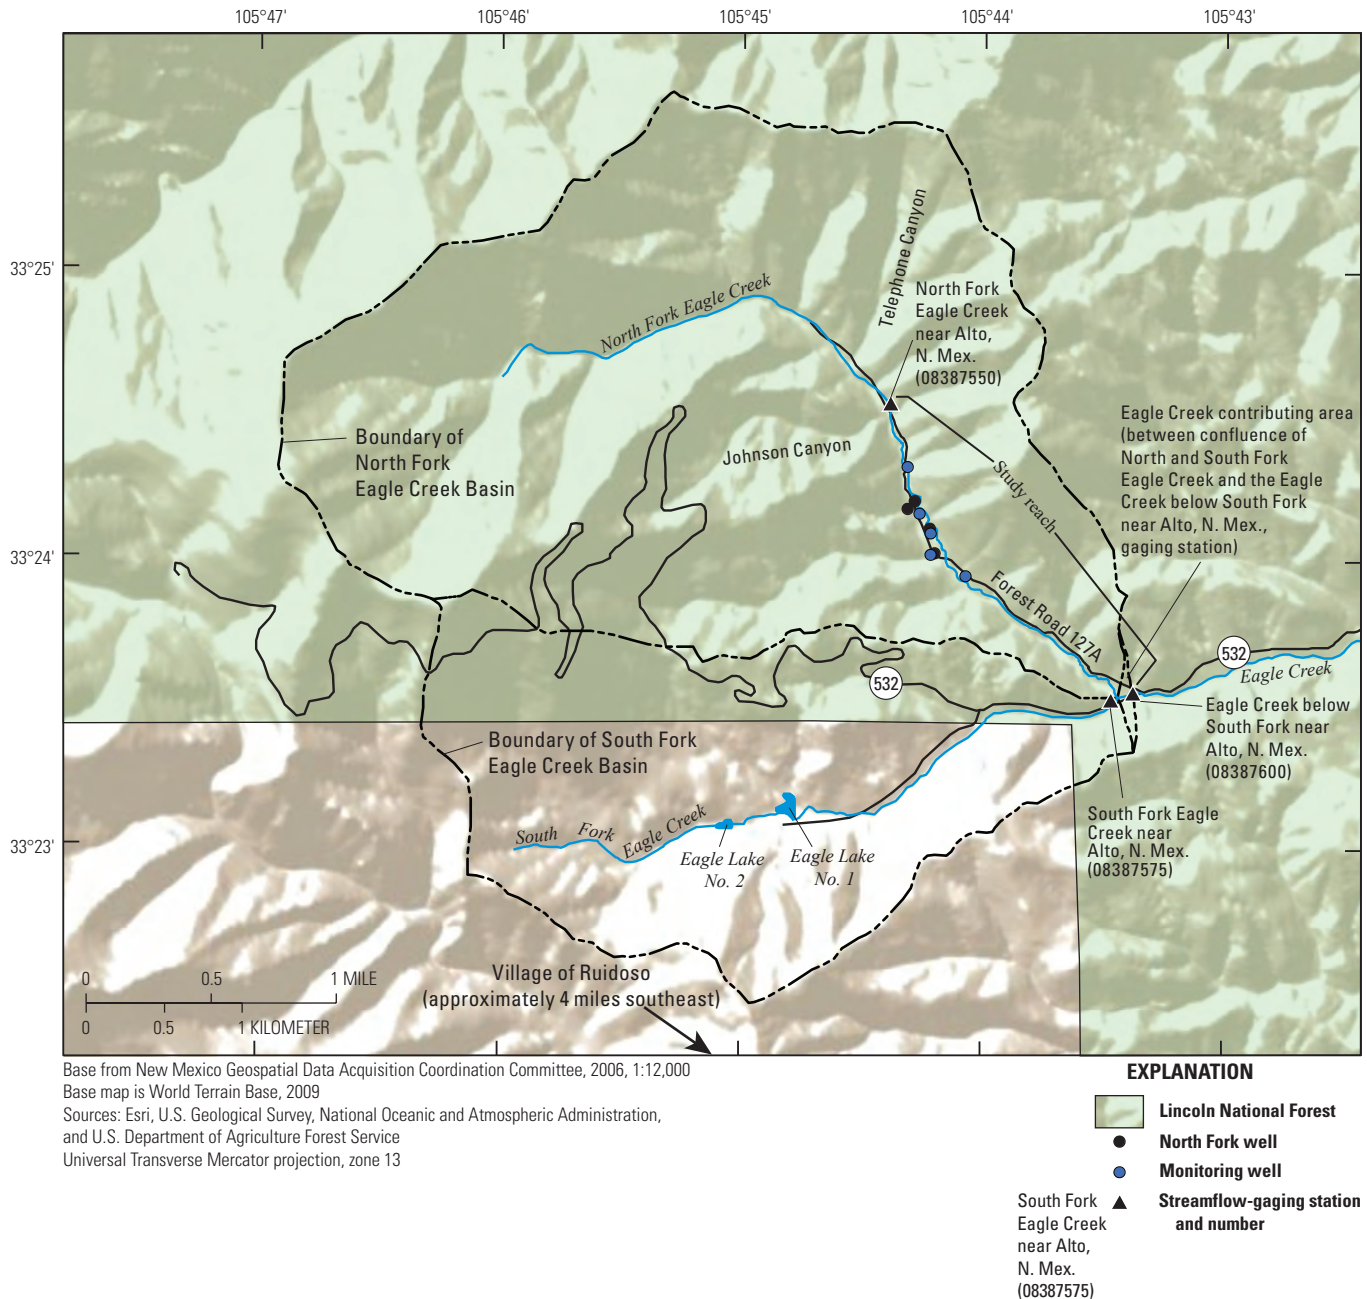 105°47'
105°46'
105°45'
105°44'
105°43'
33°25'
33°24'
33°23'
Telephone Canyon
North Fork
Eagle Creek
near Alto,
N. Mex.
(08387550)
North Fork Eagle Creek
Eagle Creek contributing area
(between confluence of
North and South Fork
Eagle Creek and the Eagle
Creek below South Fork
near Alto, N. Mex.,
gaging station)
Boundary of
North Fork
Eagle Creek Basin
Johnson Canyon
Study reach
Forest Road 127A
532
532
Eagle Creek
Eagle Creek below
South Fork near
Alto, N. Mex.
(08387600)
Boundary of South Fork
Eagle Creek Basin
South Fork Eagle Creek
Eagle Lake
No. 2
Eagle Lake
No. 1
South Fork Eagle
Creek near
Alto, N. Mex.
(08387575)
Village of Ruidoso
(approximately 4 miles southeast)
0 0.5 1 MILE
0 0.5 1 KILOMETER
Base from New Mexico Geospatial Data Acquisition Coordination Committee, 2006, 1:12,000
Base map is World Terrain Base, 2009
Sources: Esri, U.S. Geological Survey, National Oceanic and Atmospheric Administration,
and U.S. Department of Agriculture Forest Service
Universal Transverse Mercator projection, zone 13
EXPLANATION
Lincoln National Forest
North Fork well
Monitoring well
Streamflow-gaging station
and number
South Fork
Eagle Creek
near Alto,
N. Mex.
(08387575)